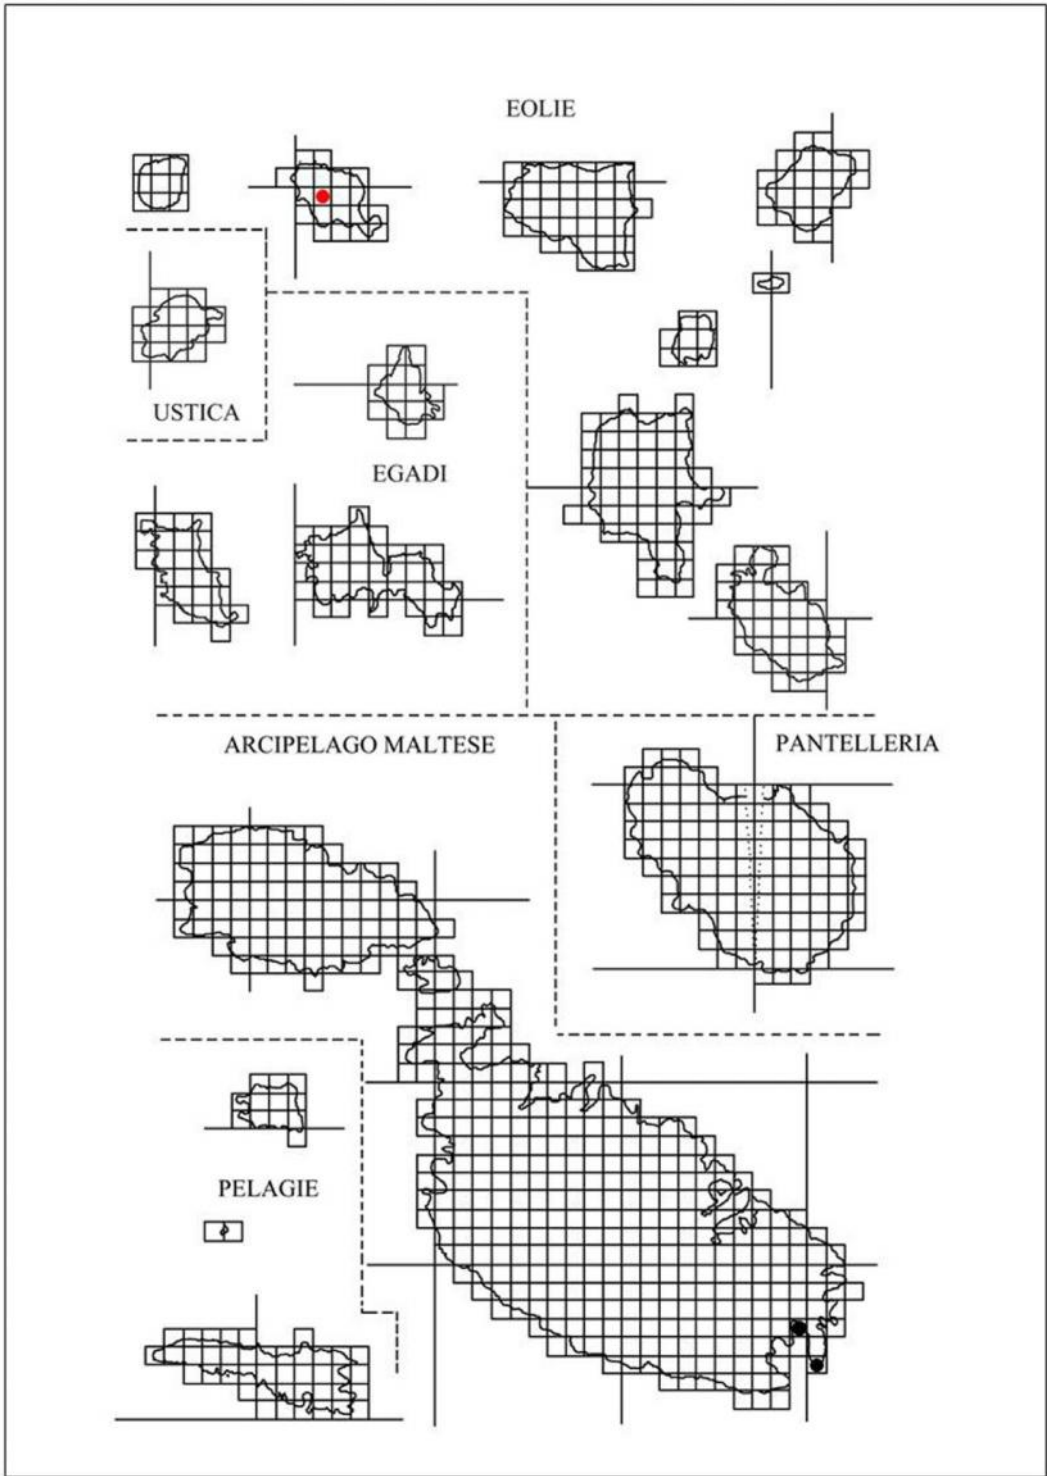 EOLIE
USTICA
EGADI
ARCIPELAGO MALTESE
PANTELLERIA
PELAGIE